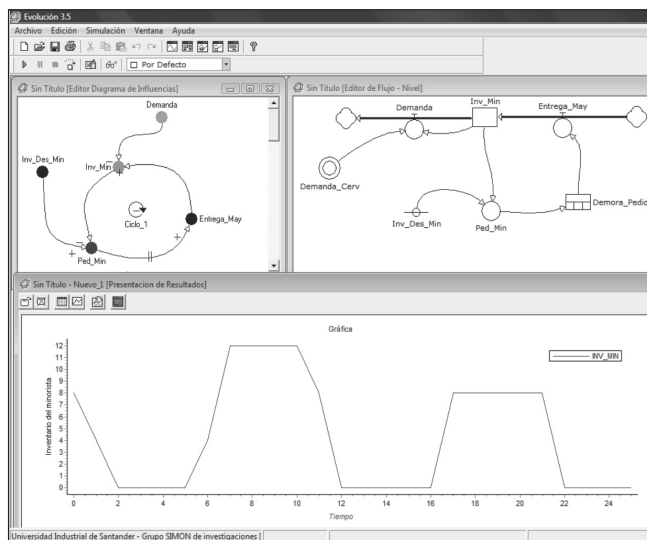 Evolución 3.5
Archivo Edición Simulación Ventana Ayuda
Por Defecto
Sin Titulo [Editor Diagrama de Influencias]
Demanda
Inv_Des_Min
Inv_Min
Ciclo_1
Entrega_May
Ped_Min
Sin Titulo [Editor de Flujo - Nivel]
Demanda
Inv_Min
Entrega_May
Demanda_Cerv
Inv_Des_Min
Ped_Min
Demora_Pedic
Sin Titulo - Nuevo_1 [Presentacion de Resultados]
Gráfica
INV_MIN
Inventario del minorista
12
11
10
9
8
7
6
5
4
3
2
1
0
0 2 4 6 8 10 12 14 16 18 20 22 24
Tiempo
Universidad Industrial de Santander - Grupo SIMON de investigaciones